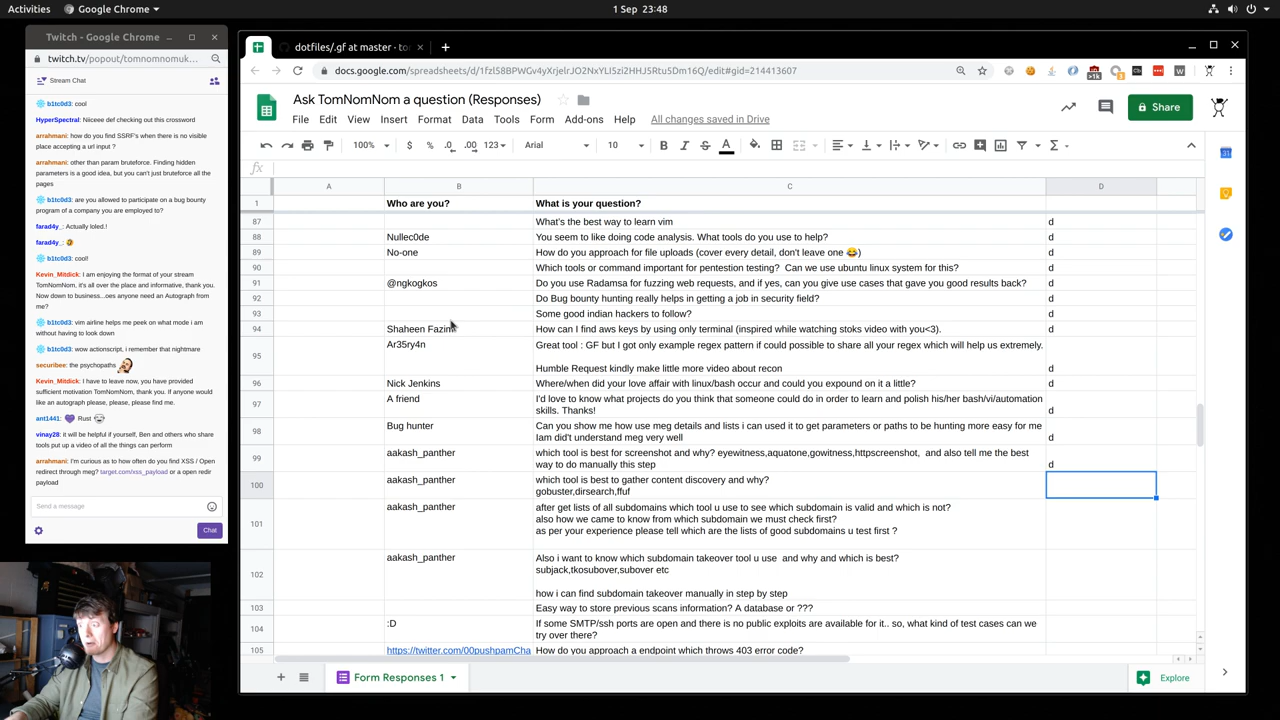 Activities
Google Chrome
1 Sep 23:48
Twitch - Google Chrome
twitch.tv/popout/tomnomnomuk...
Stream Chat
b1tc0d3: cool
HyperSpectral: Niiceee def checking out this crossword
arrahmani: how do you find SSRF's when there is no visible
place accepting a url input ?
arrahmani: other than param bruteforce. Finding hidden
parameters is a good idea, but you can't just bruteforce all the
pages
b1tc0d3: are you allowed to participate on a bug bounty
program of a company you are employed to?
farad4y_: Actually loled.!
farad4y_:
b1tc0d3: cool!
Kevin_Mitdick: I am enjoying the format of your stream
TomNomNom, it's all over the place and informative, thank you.
Now down to business...oes anyone need an Autograph from
me?
b1tc0d3: vim airline helps me peek on what mode i am
without having to look down
b1tc0d3: wow actionscript, i remember that nightmare
securibee: the psychopaths
Kevin_Mitdick: I have to leave now, you have provided
sufficient motivation TomNomNom, thank you. If anyone would
like an autograph please, please, please find me.
ant1441: Rust
vinay28: it will be helpful if yourself, Ben and others who share
tools put up a video of all the things can perform
arrahmani: I'm curious as to how often do you find XSS / Open
redirect through meg? target.com/xss_payload or a open redir
payload
Send a message
Chat
dotfiles/.gf at master · to
docs.google.com/spreadsheets/d/
/edit#gid=214413607
Ask TomNomNom a question (Responses)
File Edit View Insert Format Data Tools Form Add-ons Help All changes saved in Drive
Share
100% $ % .0 .00 123 Arial 10 B I S A
fx
A B C D
1 Who are you? What is your question?
87 What's the best way to learn vim d
88 Nullec0de You seem to like doing code analysis. What tools do you use to help? d
89 No-one How do you approach for file uploads (cover every detail, don't leave one 😂) d
90 Which tools or command important for pentestion testing? Can we use ubuntu linux system for this? d
91 @ngkogkos Do you use Radamsa for fuzzing web requests, and if yes, can you give use cases that gave you good results back? d
92 Do Bug bounty hunting really helps in getting a job in security field? d
93 Some good indian hackers to follow? d
94 Shaheen How can I find aws keys by using only terminal (inspired while watching stoks video with you<3). d
95 Ar35ry4n Great tool : GF but I got only example regex pattern if could possible to share all your regex which will help us extremely.
Humble Request kindly make little more video about recon d
96 Nick Jenkins Where/when did your love affair with linux/bash occur and could you expound on it a little? d
97 A friend I'd love to know what projects do you think that someone could do in order to learn and polish his/her bash/vi/automation
skills. Thanks! d
98 Bug hunter Can you show me how use meg details and lists i can used it to get parameters or paths to be hunting more easy for me
Iam did't understand meg very well d
99 aakash_panther which tool is best for screenshot and why? eyewitness,aquatone,gowitness,httpscreenshot, and also tell me the best
way to do manually this step d
100 aakash_panther which tool is best to gather content discovery and why?
gobuster,dirsearch,ffuf
101 aakash_panther after get lists of all subdomains which tool u use to see which subdomain is valid and which is not?
also how we came to know from which subdomain we must check first?
as per your experience please tell which are the lists of good subdomains u test first ?
102 aakash_panther Also i want to know which subdomain takeover tool u use and why and which is best?
subjack,tkosubover,subover etc
how i can find subdomain takeover manually in step by step
103 Easy way to store previous scans information? A database or ???
104 :D If some SMTP/ssh ports are open and there is no public exploits are available for it.. so, what kind of test cases can we
try over there?
105 https://twitter.com/00pushpamCha How do you approach a endpoint which throws 403 error code?
Form Responses 1
Explore